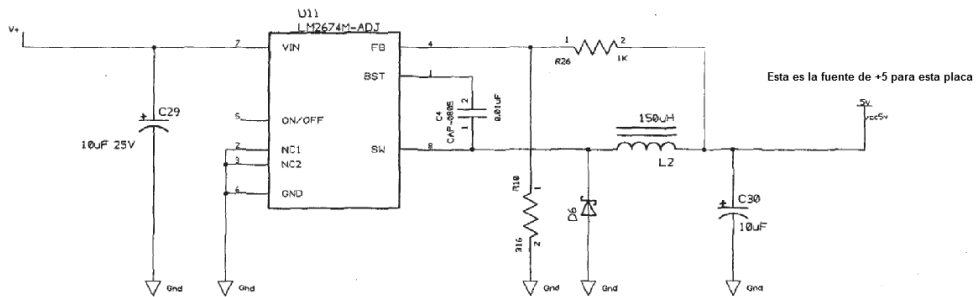 U11
LM2674M-ADJ
V+
7
VIN
FB
4
1
2
R26
1K
BST
1
Esta es la fuente de +5 para esta placa
C29
10uF 25V
2
C4
CAP-0805
0.01uF
1
5v
vcc5v
5
ON/OFF
150uH
2
NC1
SW
8
L2
3
NC2
6
GND
R18
1
D6
C30
10uF
816
2
Gnd
Gnd
Gnd
Gnd
Gnd